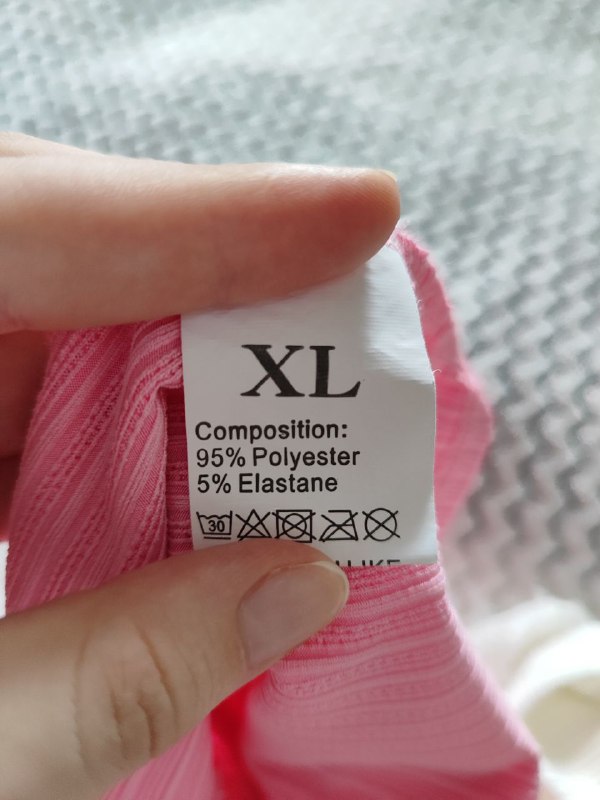 XL
Composition:
95% Polyester
5% Elastane
30